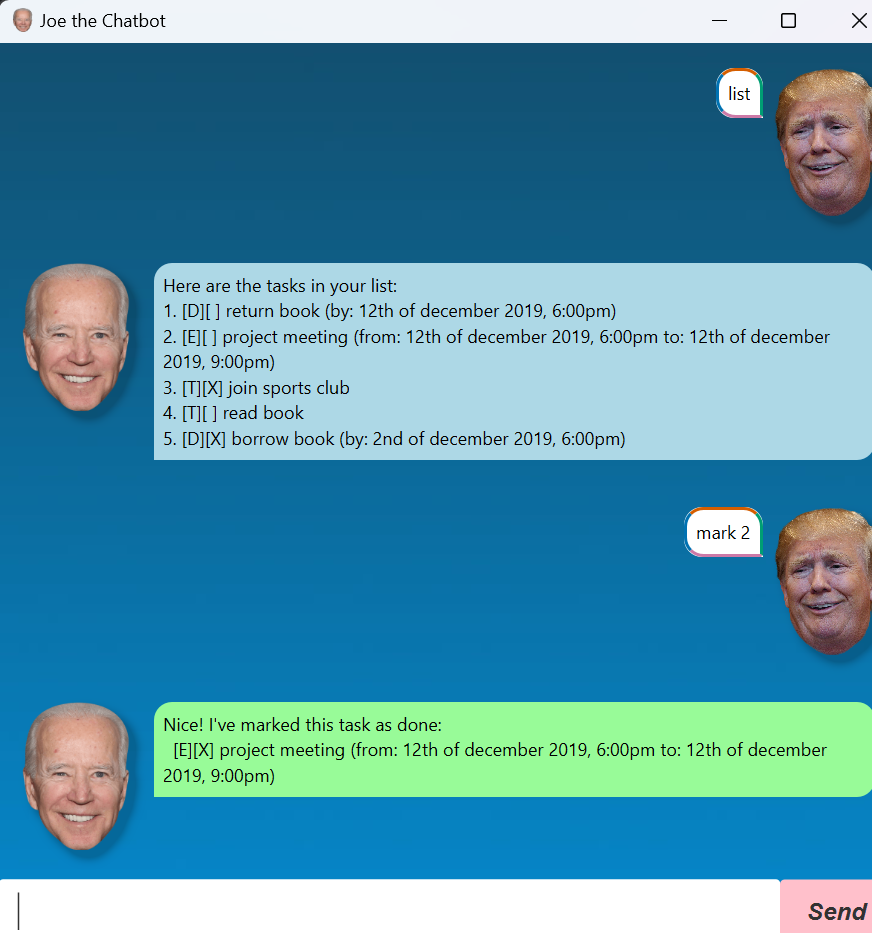 Joe the Chatbot
list
Here are the tasks in your list:
1. [D][ ] return book (by: 12th of december 2019, 6:00pm)
2. [E][ ] project meeting (from: 12th of december 2019, 6:00pm to: 12th of december
2019, 9:00pm)
3. [T][X] join sports club
4. [T][ ] read book
5. [D][X] borrow book (by: 2nd of december 2019, 6:00pm)
mark 2
Nice! I've marked this task as done:
[E][X] project meeting (from: 12th of december 2019, 6:00pm to: 12th of december
2019, 9:00pm)
Send